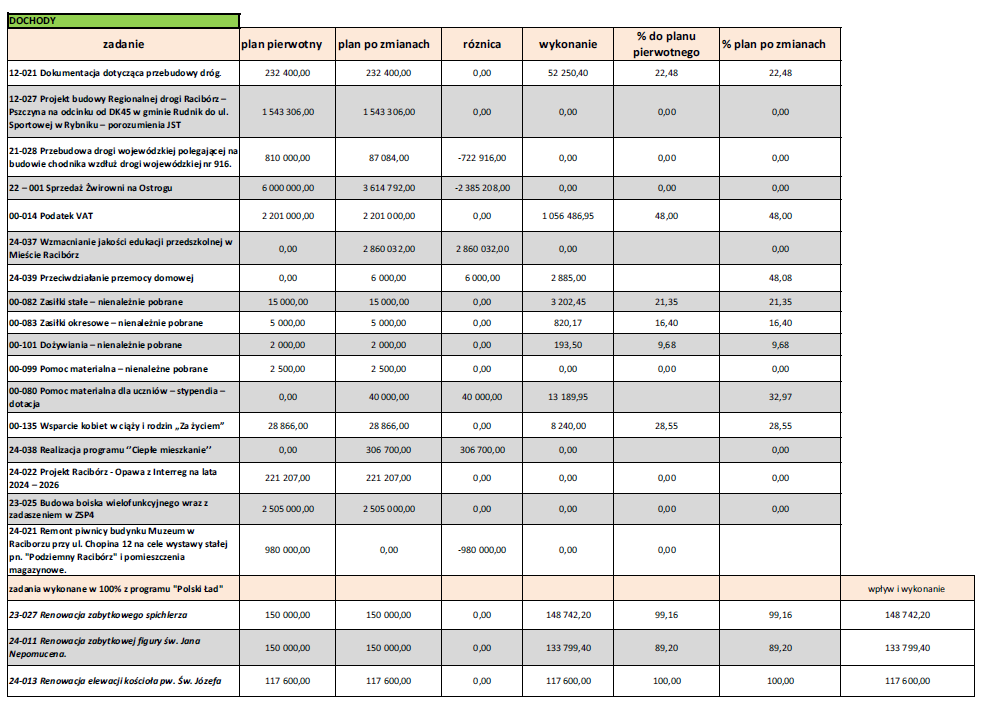 DOCHODY
zadanie plan pierwotny plan po zmianach róznica wykonanie % do planu pierwotnego % plan po zmianach
12-021 Dokumentacja dotycząca przebudowy dróg. 232 400,00 232 400,00 0,00 52 250,40 22,48 22,48
12-027 Projekt budowy Regionalnej drogi Racibórz –
Pszczyna na odcinku od DK45 w gminie Rudnik do ul. 1 543 306,00 1 543 306,00 0,00 0,00 0,00 0,00
Sportowej w Rybniku – porozumienia JST
21-028 Przebudowa drogi wojewódzkiej polegającej na
budowie chodnika wzdłuż drogi wojewódzkiej nr 916. 810 000,00 87 084,00 -722 916,00 0,00 0,00 0,00
22 – 001 Sprzedaż Żwirowni na Ostrogu 6 000 000,00 3 614 792,00 -2 385 208,00 0,00 0,00 0,00
00-014 Podatek VAT 2 201 000,00 2 201 000,00 0,00 1 056 486,95 48,00 48,00
24-037 Wzmacnianie jakości edukacji przedszkolnej w
Mieście Racibórz 0,00 2 860 032,00 2 860 032,00 0,00 0,00
24-039 Przeciwdziałanie przemocy domowej 0,00 6 000,00 6 000,00 2 885,00 48,08
00-082 Zasiłki stałe – nienależnie pobrane 15 000,00 15 000,00 0,00 3 202,45 21,35 21,35
00-083 Zasiłki okresowe – nienależnie pobrane 5 000,00 5 000,00 0,00 820,17 16,40 16,40
00-101 Dożywiania – nienależnie pobrane 2 000,00 2 000,00 0,00 193,50 9,68 9,68
00-099 Pomoc materialna – nienależne pobrane 2 500,00 2 500,00 0,00 0,00 0,00 0,00
00-080 Pomoc materialna dla uczniów – stypendia –
dotacja 0,00 40 000,00 40 000,00 13 189,95 32,97
00-135 Wsparcie kobiet w ciąży i rodzin „Za życiem” 28 866,00 28 866,00 0,00 8 240,00 28,55 28,55
24-038 Realizacja programu ‘’Ciepłe mieszkanie’’ 0,00 306 700,00 306 700,00 0,00 0,00
24-022 Projekt Racibórz - Opawa z Interreg na lata
2024 – 2026 221 207,00 221 207,00 0,00 0,00 0,00 0,00
23-025 Budowa boiska wielofunkcyjnego wraz z
zadaszeniem w ZSP4 2 505 000,00 2 505 000,00 0,00 0,00 0,00 0,00
24-021 Remont piwnicy budynku Muzeum w
Raciborzu przy ul. Chopina 12 na cele wystawy stałej
pn. "Podziemny Racibórz" i pomieszczenia 980 000,00 0,00 -980 000,00 0,00 0,00
magazynowe.
zadania wykonane w 100% z programu "Polski Ład" wpływ i wykonanie
23-027 Renowacja zabytkowego spichlerza 150 000,00 150 000,00 0,00 148 742,20 99,16 99,16 148 742,20
24-011 Renowacja zabytkowej figury św. Jana
Nepomucena. 150 000,00 150 000,00 0,00 133 799,40 89,20 89,20 133 799,40
24-013 Renowacja elewacji kościoła pw. Św. Józefa 117 600,00 117 600,00 0,00 117 600,00 100,00 100,00 117 600,00